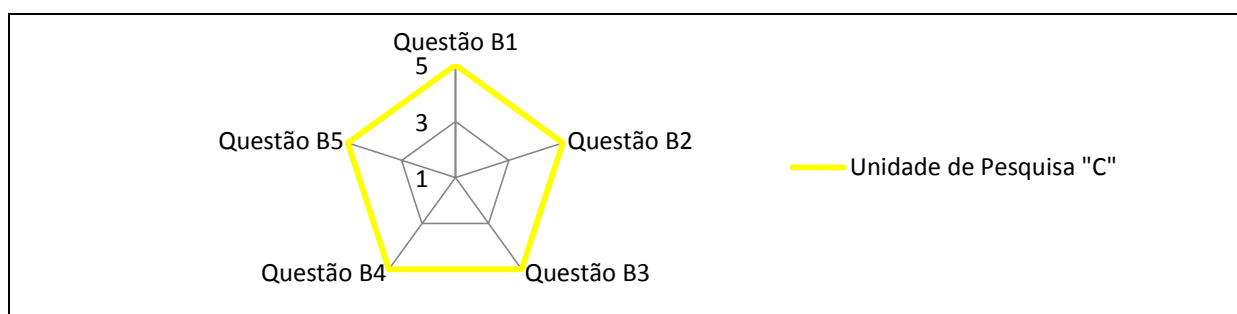 Questão B1
5
3
1
Questão B5
Questão B2
Unidade de Pesquisa "C"
Questão B4
Questão B3